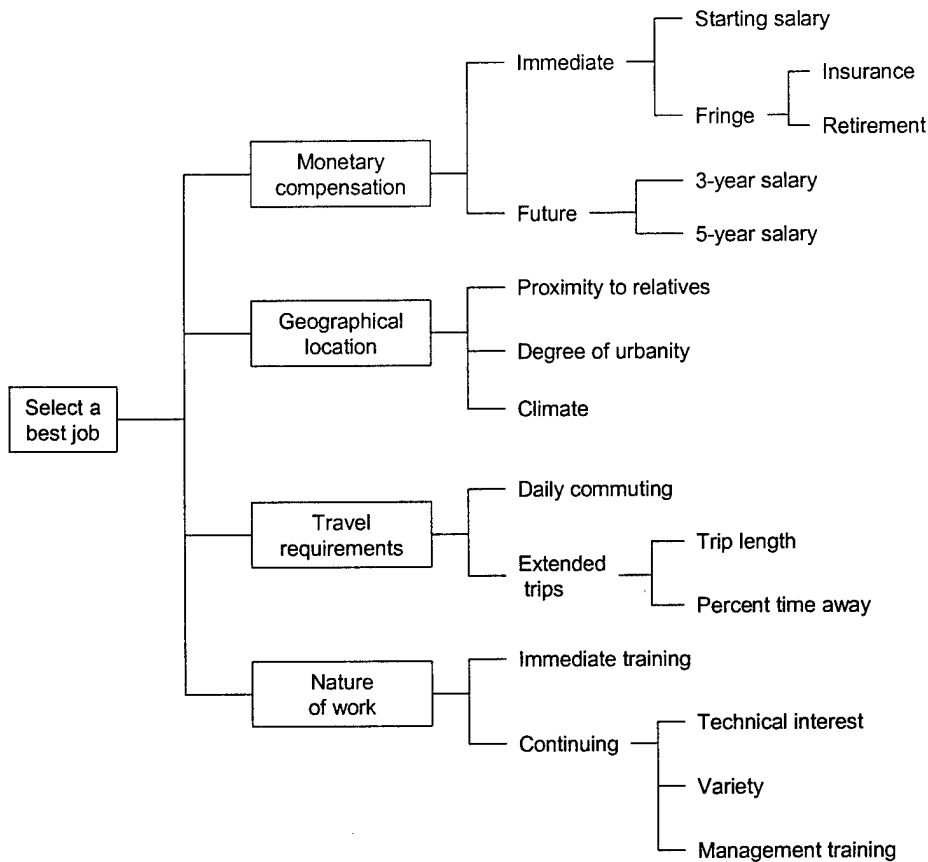 Starting salary
Immediate
Insurance
Fringe
Retirement
Monetary
compensation
3-year salary
Future
5-year salary
Proximity to relatives
Geographical
location
Degree of urbanity
Climate
Select a
best job
Daily commuting
Travel
requirements
Trip length
Extended
trips
Percent time away
Immediate training
Nature
of work
Technical interest
Continuing
Variety
Management training